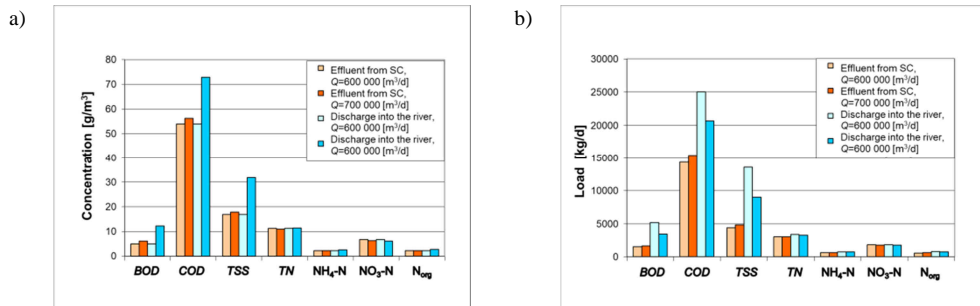 a)
b)
80
70
60
50
40
30
20
10
0
Concentration [g/m³]
Effluent from SC,
Q=600 000 [m³/d]
Effluent from SC,
Q=700 000 [m³/d]
Discharge into the river,
Q=600 000 [m³/d]
Discharge into the river,
Q=600 000 [m³/d]
BOD COD TSS TN NH₄-N NO₃-N N_org
30000
25000
20000
15000
10000
5000
0
Load [kg/d]
Effluent from SC,
Q=600 000 [m³/d]
Effluent from SC,
Q=700 000 [m³/d]
Discharge into the river,
Q=600 000 [m³/d]
Discharge into the river,
Q=600 000 [m³/d]
BOD COD TSS TN NH₄-N NO₃-N N_org